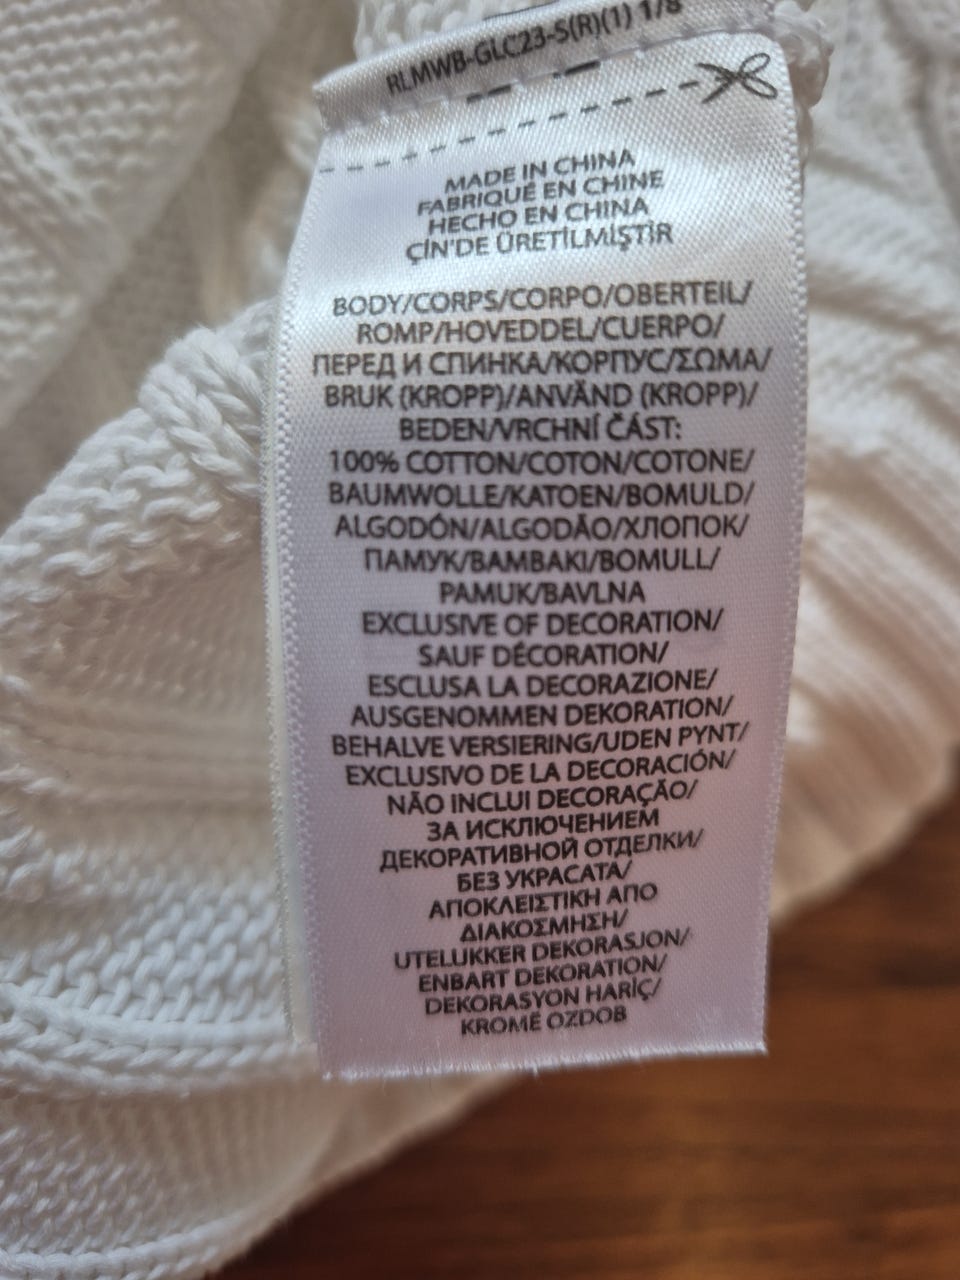 RLMWB-GLC23-S(R)(1) 1/8
MADE IN CHINA
FABRIQUÉ EN CHINE
HECHO EN CHINA
ÇİN'DE ÜRETİLMİŞTİR
BODY/CORPS/CORPO/OBERTEIL/
ROMP/HOVEDDEL/CUERPO/
ПЕРЕД И СПИНКА/КОРПУС/ΣΩΜΑ/
BRUK (KROPP)/ANVÄND (KROPP)/
BEDEN/VRCHNÍ ČÁST:
100% COTTON/COTON/COTONE/
BAUMWOLLE/KATOEN/BOMULD/
ALGODÓN/ALGODÃO/ХЛОПОК/
ПАМУК/ΒΑΜΒΑΚΙ/BOMULL/
PAMUK/BAVLNA
EXCLUSIVE OF DECORATION/
SAUF DÉCORATION/
ESCLUSA LA DECORAZIONE/
AUSGENOMMEN DEKORATION/
BEHALVE VERSIERING/UDEN PYNT/
EXCLUSIVO DE LA DECORACIÓN/
NÃO INCLUI DECORAÇÃO/
ЗА ИСКЛЮЧЕНИЕМ
ДЕКОРАТИВНОЙ ОТДЕЛКИ/
БЕЗ УКРАСАТА/
ΑΠΟΚΛΕΙΣΤΙΚΗ ΑΠΟ
ΔΙΑΚΟΣΜΗΣΗ/
UTELUKKER DEKORASJON/
ENBART DEKORATION/
DEKORASYON HARİÇ/
KROMĚ OZDOB